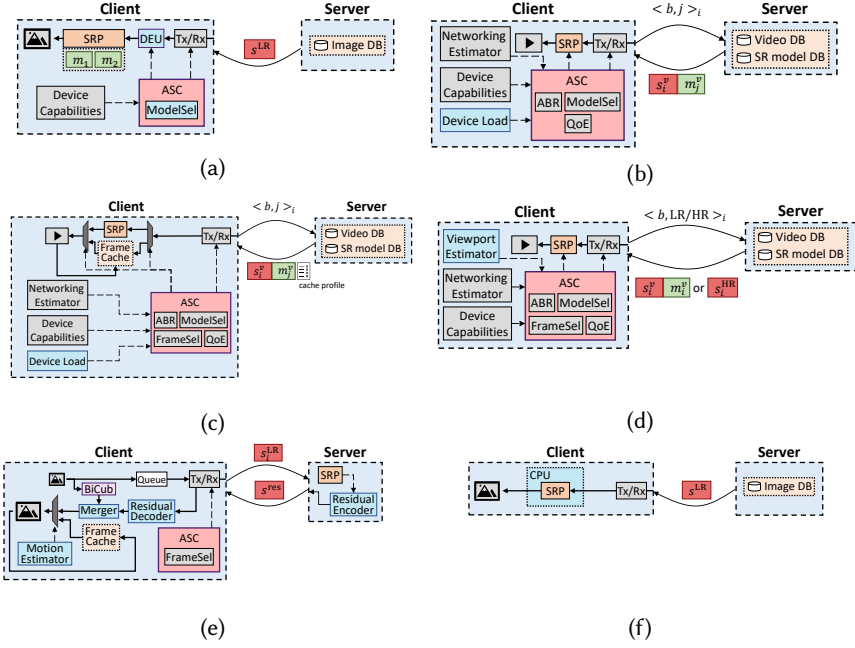 Client
Server
SRP
DEU
Tx/Rx
m₁
m₂
s^LR
Image DB
Device
Capabilities
ASC
ModelSel
(a)
Client
Server
< b, j >_i
Networking
Estimator
SRP
Tx/Rx
Video DB
SR model DB
Device
Capabilities
ASC
ABR
ModelSel
QoE
Device Load
s_i^v
m_j^v
(b)
Client
Server
< b, j >_i
SRP
Frame
Cache
Tx/Rx
Video DB
SR model DB
s_i^v
m_j^v
cache profile
Networking
Estimator
Device
Capabilities
Device Load
ASC
ABR
ModelSel
FrameSel
QoE
(c)
Client
Server
< b, LR/HR >_i
Viewport
Estimator
SRP
Tx/Rx
Video DB
SR model DB
Networking
Estimator
Device
Capabilities
ASC
ABR
ModelSel
FrameSel
QoE
s_i^v
m_i^v
or
s_i^HR
(d)
Client
Server
s_i^LR
s^res
Queue
Tx/Rx
BiCub
Merger
Residual
Decoder
Frame
Cache
Motion
Estimator
ASC
FrameSel
SRP
Residual
Encoder
(e)
Client
Server
CPU
SRP
Tx/Rx
s^LR
Image DB
(f)